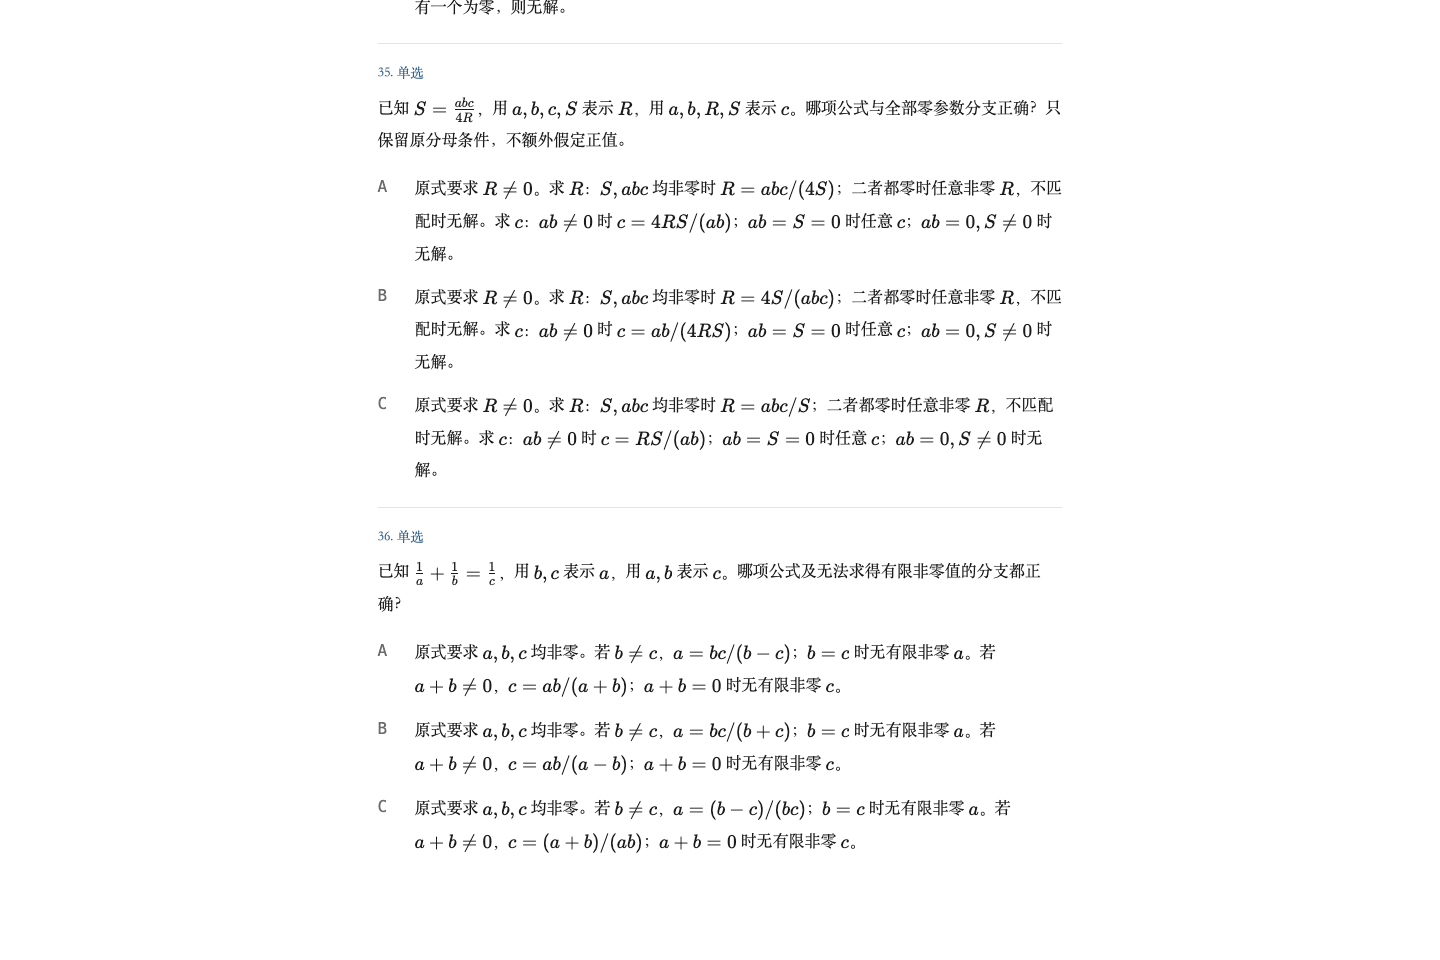 有一个为零，则无解。
35. 单选
已知 S = abc/4R，用 a, b, c, S 表示 R，用 a, b, R, S 表示 c。哪项公式与全部零参数分支正确？只
保留原分母条件，不额外假定正值。
A 原式要求 R ≠ 0。求 R：S, abc 均非零时 R = abc/(4S)；二者都零时任意非零 R，不匹
配时无解。求 c：ab ≠ 0 时 c = 4RS/(ab)；ab = S = 0 时任意 c；ab = 0, S ≠ 0 时
无解。
B 原式要求 R ≠ 0。求 R：S, abc 均非零时 R = 4S/(abc)；二者都零时任意非零 R，不匹
配时无解。求 c：ab ≠ 0 时 c = ab/(4RS)；ab = S = 0 时任意 c；ab = 0, S ≠ 0 时
无解。
C 原式要求 R ≠ 0。求 R：S, abc 均非零时 R = abc/S；二者都零时任意非零 R，不匹配
时无解。求 c：ab ≠ 0 时 c = RS/(ab)；ab = S = 0 时任意 c；ab = 0, S ≠ 0 时无
解。
36. 单选
已知 1/a + 1/b = 1/c，用 b, c 表示 a，用 a, b 表示 c。哪项公式及无法求得有限非零值的分支都正
确？
A 原式要求 a, b, c 均非零。若 b ≠ c，a = bc/(b − c)；b = c 时无有限非零 a。若
a + b ≠ 0，c = ab/(a + b)；a + b = 0 时无有限非零 c。
B 原式要求 a, b, c 均非零。若 b ≠ c，a = bc/(b + c)；b = c 时无有限非零 a。若
a + b ≠ 0，c = ab/(a − b)；a + b = 0 时无有限非零 c。
C 原式要求 a, b, c 均非零。若 b ≠ c，a = (b − c)/(bc)；b = c 时无有限非零 a。若
a + b ≠ 0，c = (a + b)/(ab)；a + b = 0 时无有限非零 c。